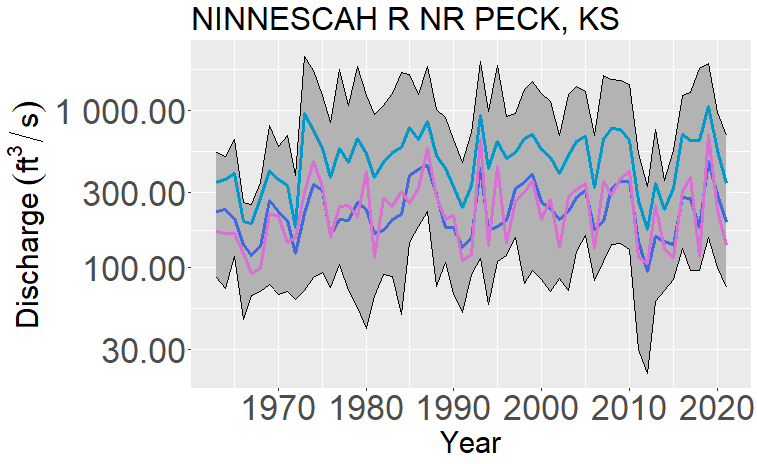 NINNESCAH R NR PECK, KS
Discharge (ft³/s)
1 000.00
300.00
100.00
30.00
1970 1980 1990 2000 2010 2020
Year